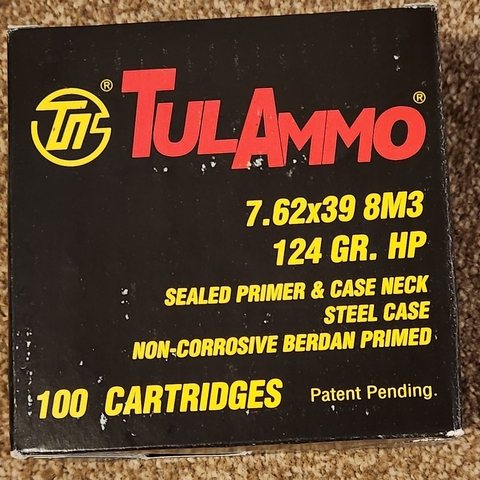 TUS ®
TULAMMO ®
7.62x39 8M3
124 GR. HP
SEALED PRIMER & CASE NECK
STEEL CASE
NON-CORROSIVE BERDAN PRIMED
100 CARTRIDGES Patent Pending.